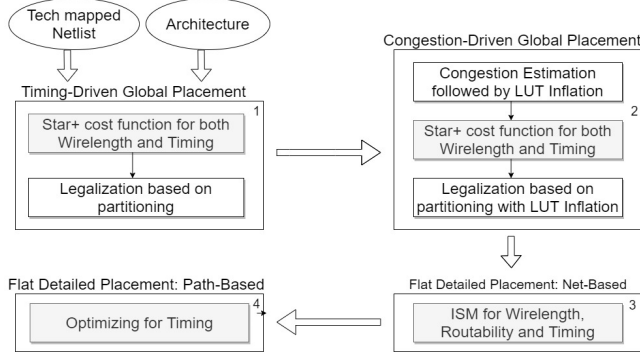 Tech mapped
Netlist
Architecture
Timing-Driven Global Placement
1
Star+ cost function for both
Wirelength and Timing
Legalization based on
partitioning
Congestion-Driven Global Placement
Congestion Estimation
followed by LUT Inflation
2
Star+ cost function for both
Wirelength and Timing
Legalization based on
partitioning with LUT Inflation
Flat Detailed Placement: Net-Based
3
ISM for Wirelength,
Routability and Timing
Flat Detailed Placement: Path-Based
4
Optimizing for Timing